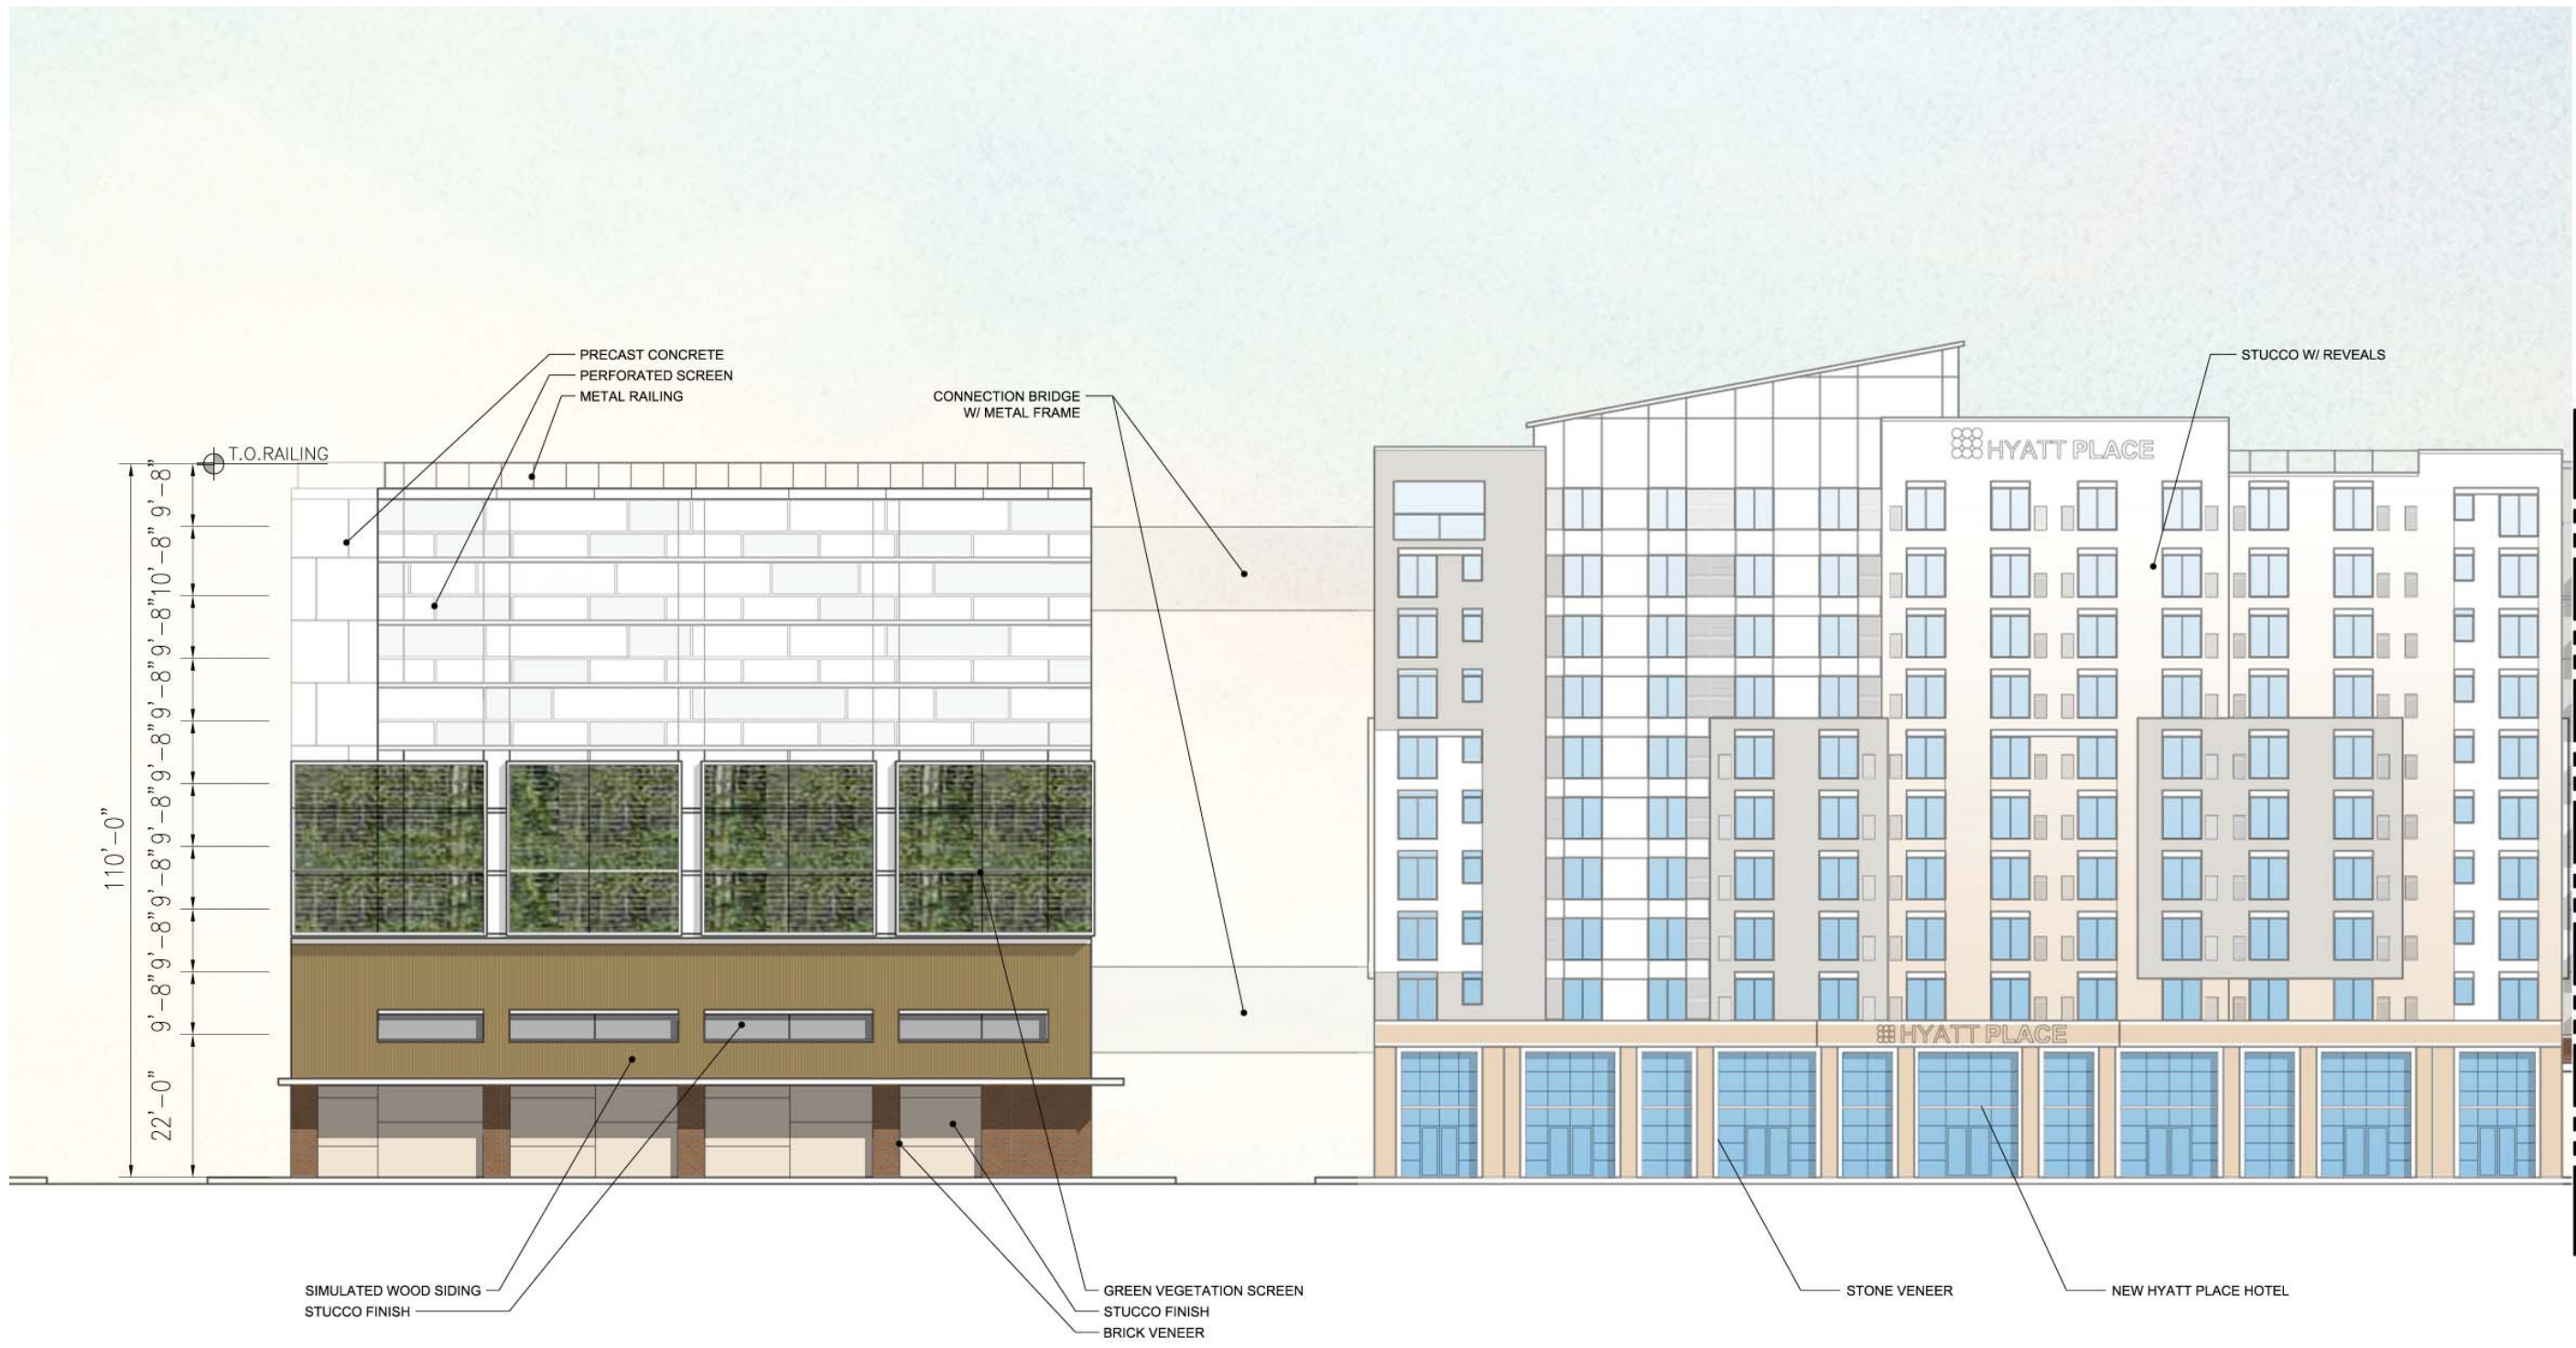 PRECAST CONCRETE
PERFORATED SCREEN
METAL RAILING
CONNECTION BRIDGE
W/ METAL FRAME
STUCCO W/ REVEALS
T.O.RAILING
HYATT PLACE
9'-8"
10'-8"
9'-8"
9'-8"
9'-8"
9'-8"
9'-8"
9'-8"
9'-8"
22'-0"
110'-0"
HYATT PLACE
SIMULATED WOOD SIDING
STUCCO FINISH
GREEN VEGETATION SCREEN
STUCCO FINISH
BRICK VENEER
STONE VENEER
NEW HYATT PLACE HOTEL